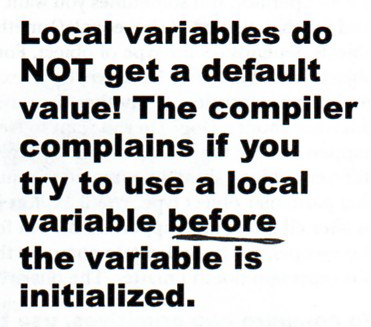 Local variables do
NOT get a default
value! The compiler
complains if you
try to use a local
variable before
the variable is
initialized.